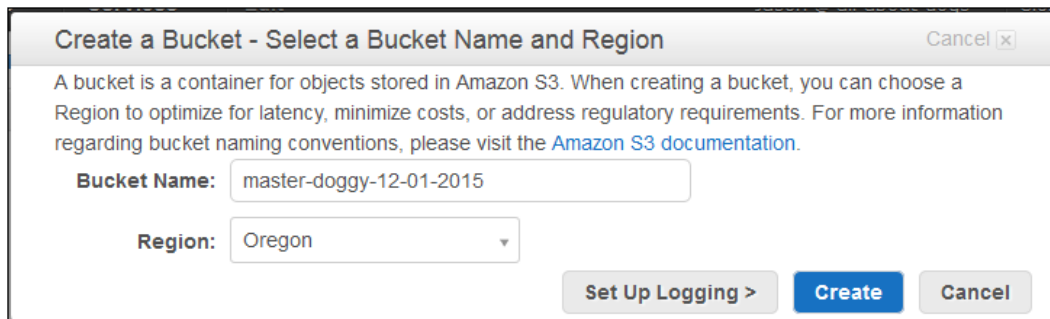 Create a Bucket - Select a Bucket Name and Region Cancel x
A bucket is a container for objects stored in Amazon S3. When creating a bucket, you can choose a
Region to optimize for latency, minimize costs, or address regulatory requirements. For more information
regarding bucket naming conventions, please visit the Amazon S3 documentation.
Bucket Name: master-doggy-12-01-2015
Region: Oregon
Set Up Logging > Create Cancel